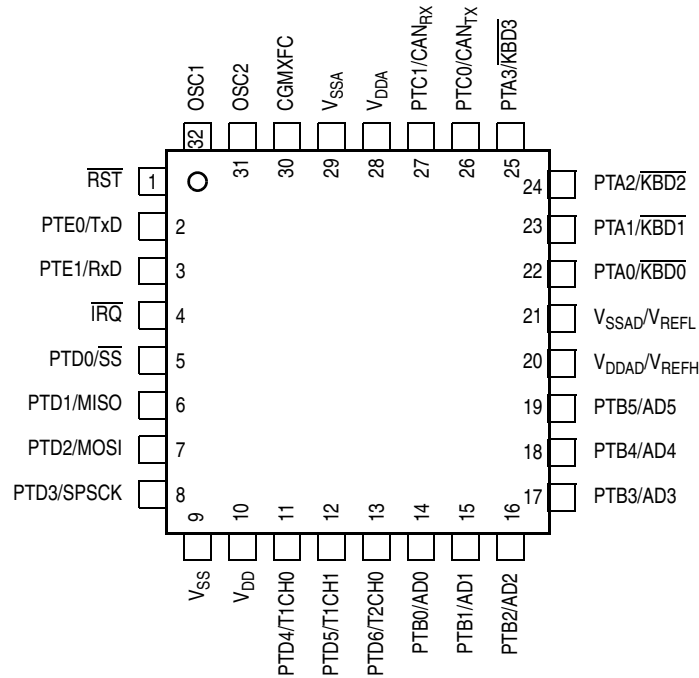 OSC1
OSC2
CGMXFC
VSSA
VDDA
PTC1/CANRX
PTC0/CANTX
PTA3/KBD3
32
31
30
29
28
27
26
25
RST 1
PTE0/TxD 2
PTE1/RxD 3
IRQ 4
PTD0/SS 5
PTD1/MISO 6
PTD2/MOSI 7
PTD3/SPSCK 8
24 PTA2/KBD2
23 PTA1/KBD1
22 PTA0/KBD0
21 VSSAD/VREFL
20 VDDAD/VREFH
19 PTB5/AD5
18 PTB4/AD4
17 PTB3/AD3
9
10
11
12
13
14
15
16
VSS
VDD
PTD4/T1CH0
PTD5/T1CH1
PTD6/T2CH0
PTB0/AD0
PTB1/AD1
PTB2/AD2